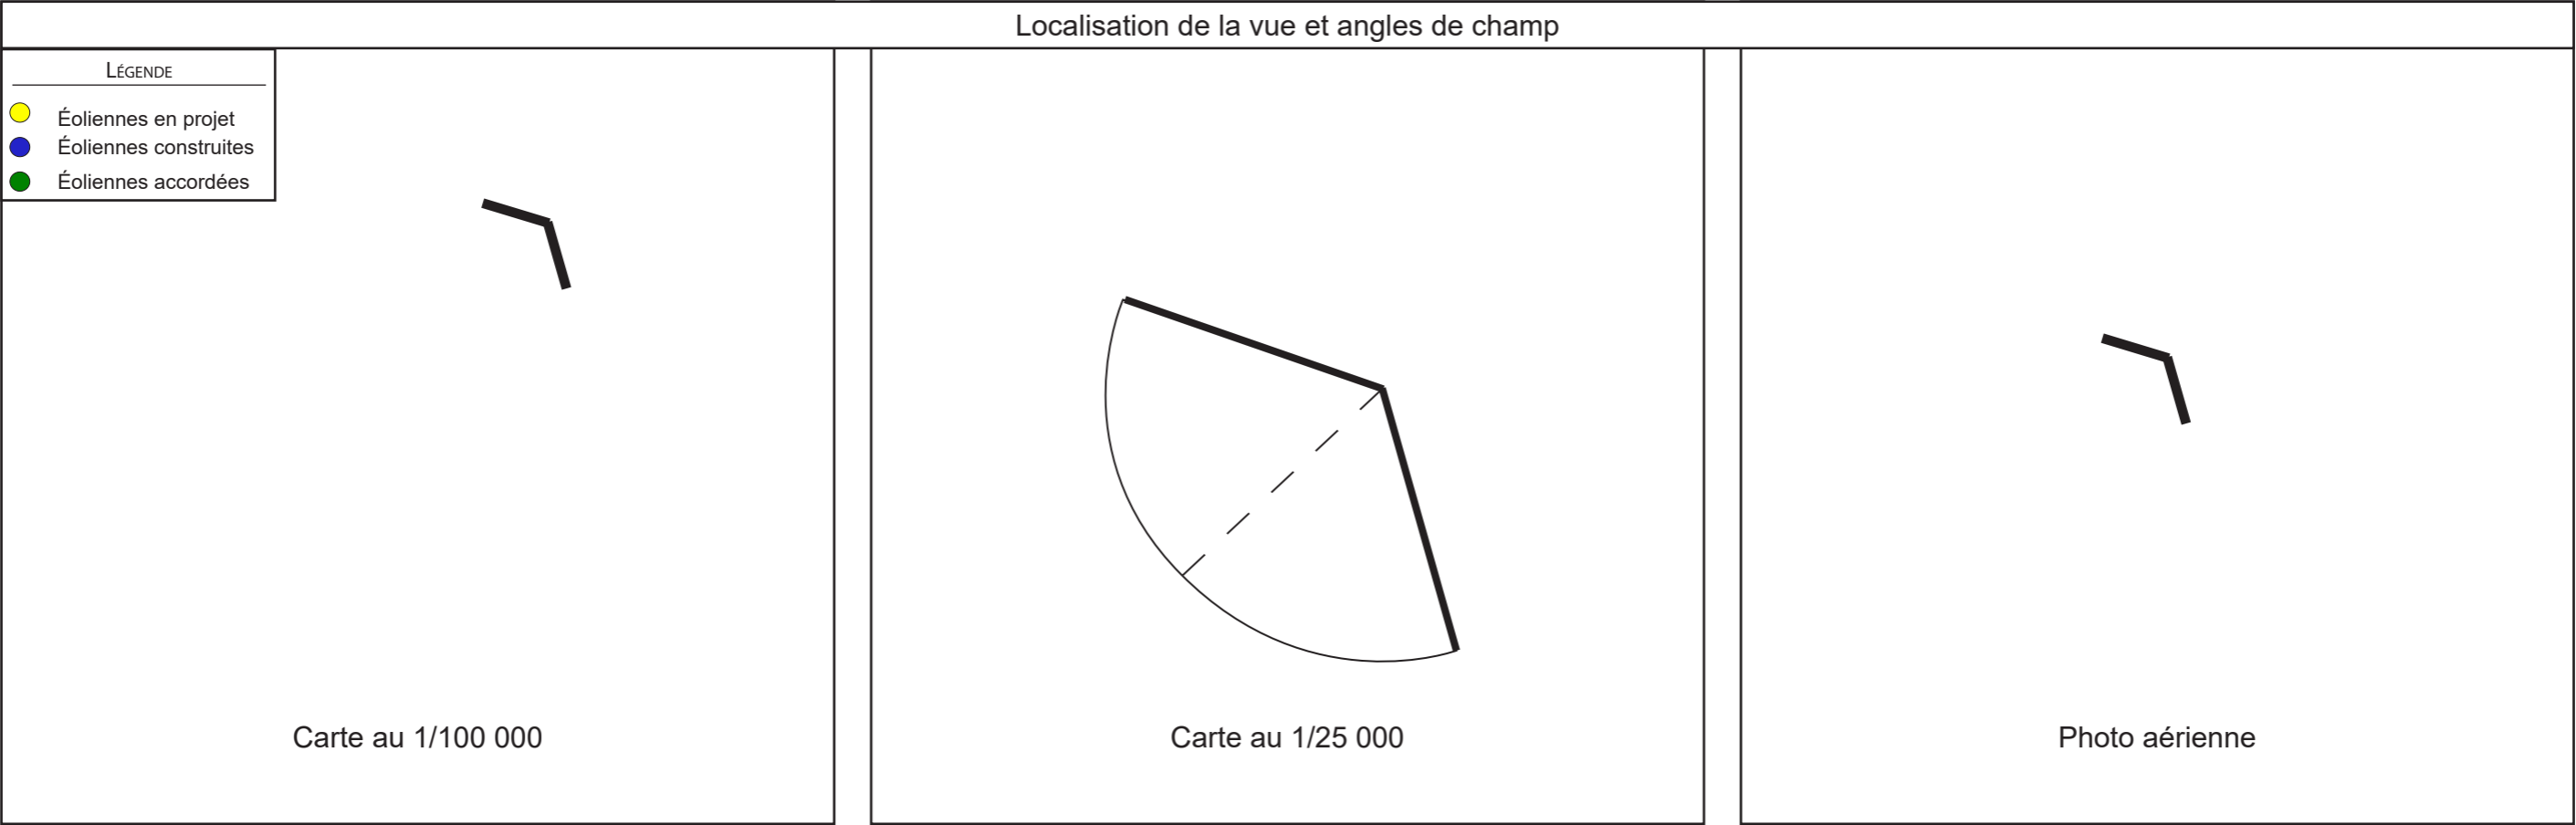 Localisation de la vue et angles de champ
LÉGENDE
Éoliennes en projet
Éoliennes construites
Éoliennes accordées
Carte au 1/100 000
Carte au 1/25 000
Photo aérienne